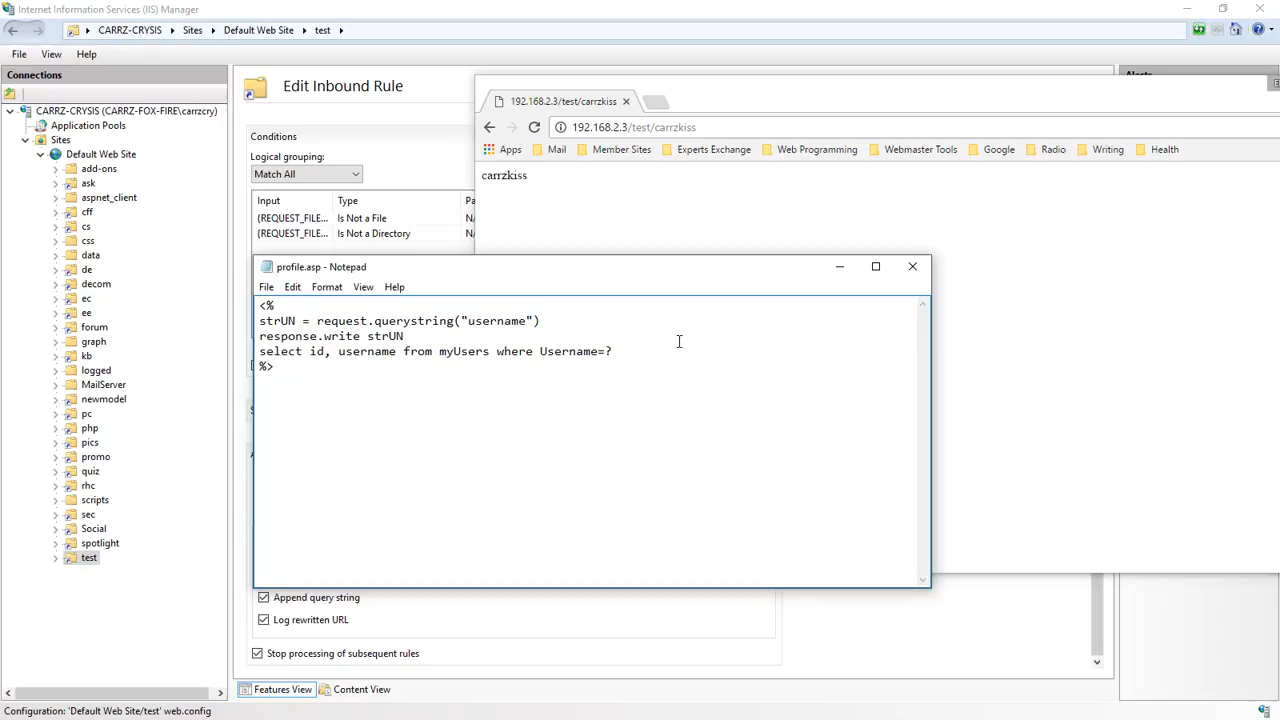 Internet Information Services (IIS) Manager
CARRZ-CRYSIS
Sites
Default Web Site
test
File
View
Help
Connections
CARRZ-CRYSIS (CARRZ-FOX-FIRE\carrzcry)
Application Pools
Sites
Default Web Site
add-ons
ask
aspnet_client
cff
cs
css
data
de
decom
ec
ee
forum
graph
kb
logged
MailServer
newmodel
pc
php
pics
promo
quiz
rhc
scripts
sec
Social
spotlight
test
Edit Inbound Rule
Conditions
Logical grouping:
Match All
Input
Type
Pa
{REQUEST_FILE...
Is Not a File
N/
{REQUEST_FILE...
Is Not a Directory
N/
Alerts
192.168.2.3/test/carrzkiss
192.168.2.3/test/carrzkiss
Apps
Mail
Member Sites
Experts Exchange
Web Programming
Webmaster Tools
Google
Radio
Writing
Health
carrzkiss
profile.asp - Notepad
File
Edit
Format
View
Help
<%
strUN = request.querystring("username")
response.write strUN
select id, username from myUsers where Username=?
%>
Append query string
Log rewritten URL
Stop processing of subsequent rules
Features View
Content View
Configuration: 'Default Web Site/test' web.config